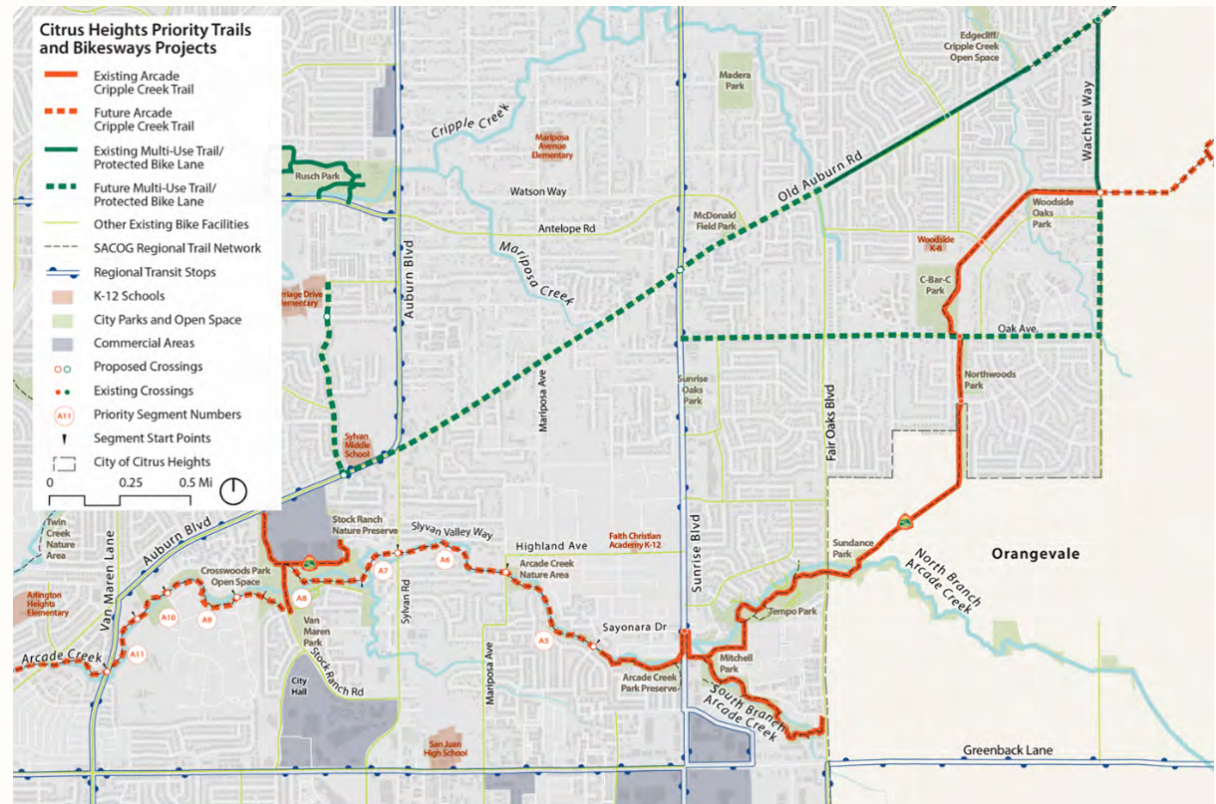 Citrus Heights Priority Trails
and Bikesways Projects
Existing Arcade
Cripple Creek Trail
Future Arcade
Cripple Creek Trail
Existing Multi-Use Trail/
Protected Bike Lane
Future Multi-Use Trail/
Protected Bike Lane
Other Existing Bike Facilities
SACOG Regional Trail Network
Regional Transit Stops
K-12 Schools
City Parks and Open Space
Commercial Areas
Proposed Crossings
Existing Crossings
A11
Priority Segment Numbers
Segment Start Points
City of Citrus Heights
0 0.25 0.5 Mi
Edgecliff/
Cripple Creek
Open Space
Madera
Park
Wachtel Way
Cripple Creek
Mariposa
Avenue
Elementary
Rusch Park
Old Auburn Rd
Watson Way
Woodside
Oaks
Park
McDonald
Field Park
Antelope Rd
Woodside
K-8
Mariposa Creek
Auburn Blvd
C-Bar-C
Park
rriage Drive
lementary
Oak Ave.
Mariposa Ave
Sunrise
Oaks
Park
Northwoods
Park
Fair Oaks Blvd
Sylvan
Middle
School
Twin
Creek
Nature
Area
Auburn Blvd
Van Maren Lane
Stock Ranch
Nature Preserve
Slyvan Valley Way
Highland Ave
Faith Christian
Academy K-12
Sunrise Blvd
Sundance
Park
Orangevale
North Branch
Arcade Creek
Crosswoods Park
Open Space
A7
A6
Arcade Creek
Nature Area
Arlington
Heights
Elementary
A10
A9
A8
Sylvan Rd
Van
Maren
Park
Tempo Park
Sayonara Dr
A5
Arcade Creek
A11
Stock Ranch Rd
Mariposa Ave
Mitchell
Park
Arcade Creek
Park Preserve
City
Hall
South Branch
Arcade Creek
San Juan
High School
Greenback Lane